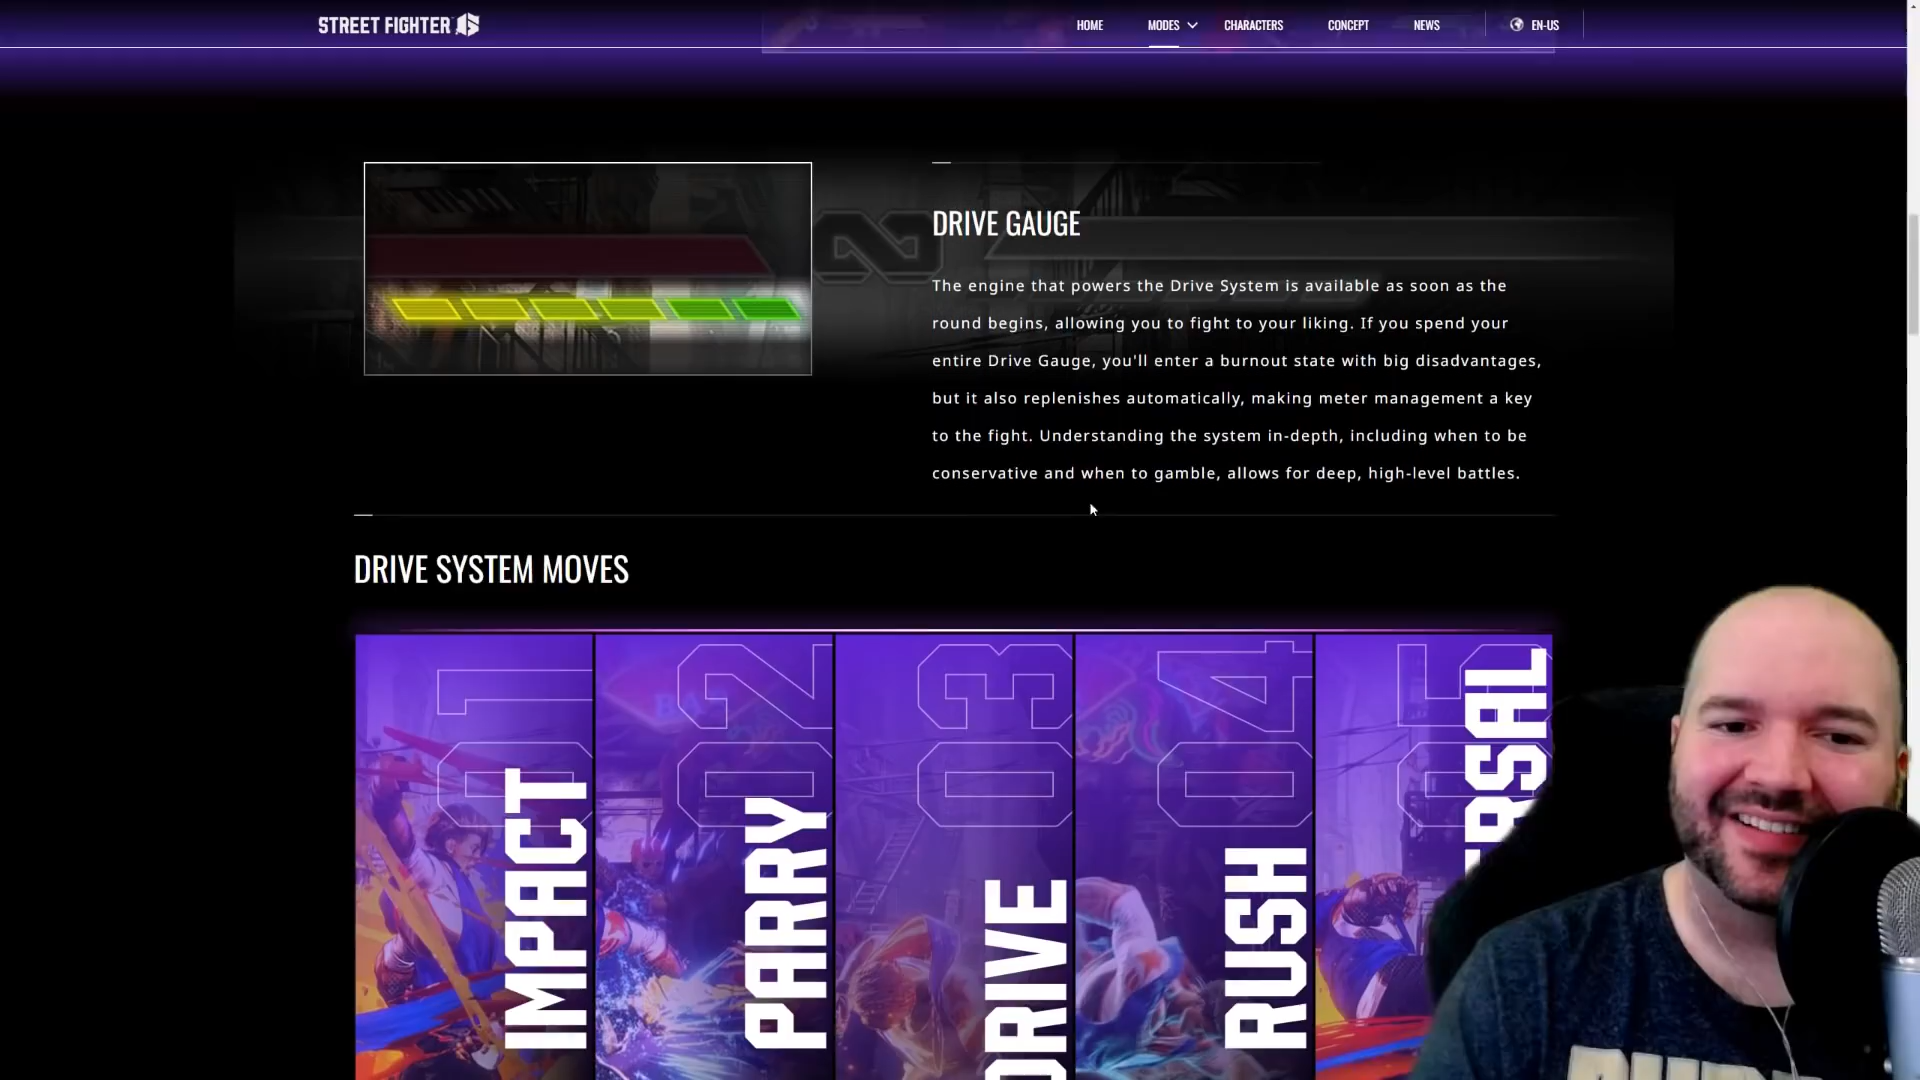 STREET FIGHTER 6
HOME
MODES
CHARACTERS
CONCEPT
NEWS
EN-US
2
DRIVE GAUGE
The engine that powers the Drive System is available as soon as the
round begins, allowing you to fight to your liking. If you spend your
entire Drive Gauge, you'll enter a burnout state with big disadvantages,
but it also replenishes automatically, making meter management a key
to the fight. Understanding the system in-depth, including when to be
conservative and when to gamble, allows for deep, high-level battles.
DRIVE SYSTEM MOVES
01
IMPACT
02
PARRY
03
DRIVE
04
RUSH
05
ERSAL